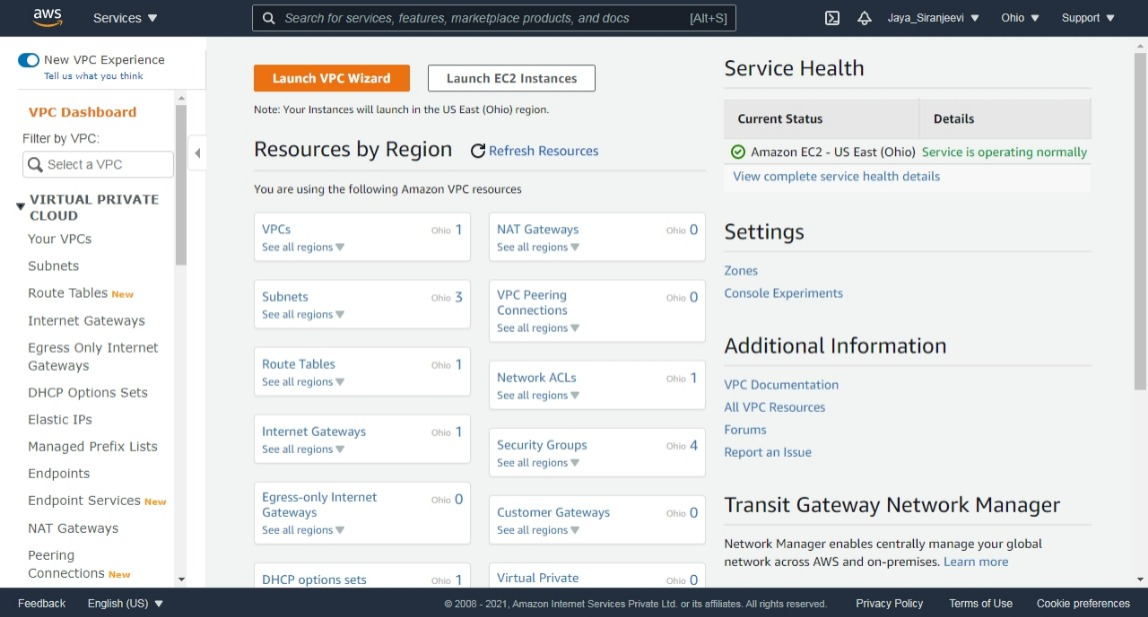 aws
Services
Search for services, features, marketplace products, and docs
[Alt+S]
Jaya_Siranjeevi
Ohio
Support
New VPC Experience
Tell us what you think
VPC Dashboard
Filter by VPC:
Select a VPC
VIRTUAL PRIVATE
CLOUD
Your VPCs
Subnets
Route Tables New
Internet Gateways
Egress Only Internet
Gateways
DHCP Options Sets
Elastic IPs
Managed Prefix Lists
Endpoints
Endpoint Services New
NAT Gateways
Peering
Connections New
Launch VPC Wizard
Launch EC2 Instances
Note: Your Instances will launch in the US East (Ohio) region.
Resources by Region
Refresh Resources
You are using the following Amazon VPC resources
VPCs Ohio 1
See all regions
NAT Gateways Ohio 0
See all regions
Subnets Ohio 3
See all regions
VPC Peering Ohio 0
Connections
See all regions
Route Tables Ohio 1
See all regions
Network ACLs Ohio 1
See all regions
Internet Gateways Ohio 1
See all regions
Security Groups Ohio 4
See all regions
Egress-only Internet Ohio 0
Gateways
See all regions
Customer Gateways Ohio 0
See all regions
DHCP options sets Ohio 1
Virtual Private Ohio 0
Service Health
Current Status
Details
Amazon EC2 - US East (Ohio)
Service is operating normally
View complete service health details
Settings
Zones
Console Experiments
Additional Information
VPC Documentation
All VPC Resources
Forums
Report an Issue
Transit Gateway Network Manager
Network Manager enables centrally manage your global
network across AWS and on-premises. Learn more
Feedback
English (US)
© 2008 - 2021, Amazon Internet Services Private Ltd. or its affiliates. All rights reserved.
Privacy Policy
Terms of Use
Cookie preferences